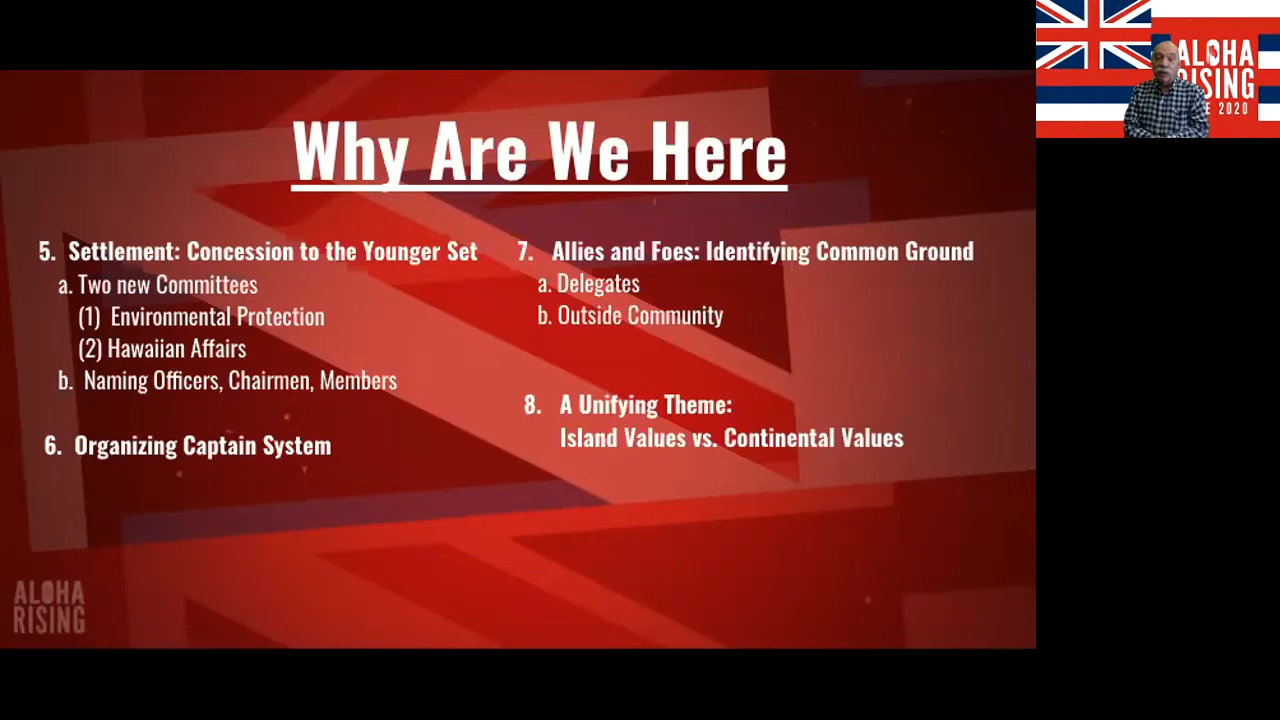 Why Are We Here
5. Settlement: Concession to the Younger Set
a. Two new Committees
(1) Environmental Protection
(2) Hawaiian Affairs
b. Naming Officers, Chairmen, Members
6. Organizing Captain System
7. Allies and Foes: Identifying Common Ground
a. Delegates
b. Outside Community
8. A Unifying Theme:
Island Values vs. Continental Values
ALOHA
RISING
ALOHA
RISING
2020